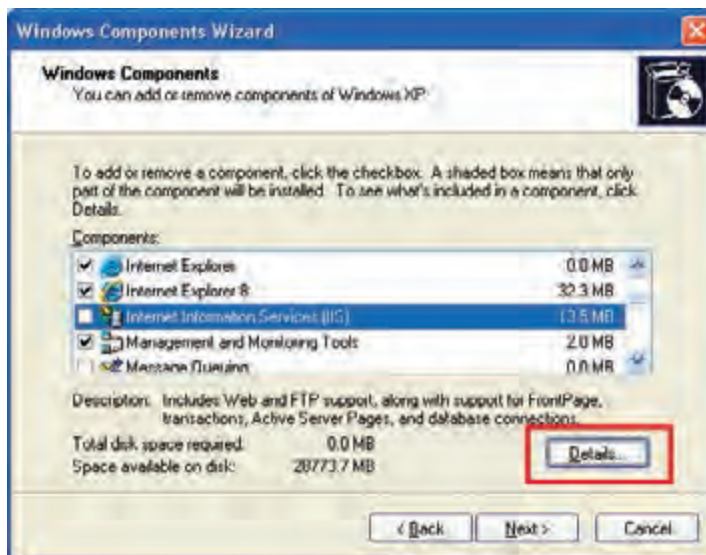 Windows Components Wizard
Windows Components
You can add or remove components of Windows XP.
To add or remove a component, click the checkbox. A shaded box means that only
part of the component will be installed. To see what's included in a component, click
Details.
Components:
Internet Explorer 0.0 MB
Internet Explorer 8 32.3 MB
Internet Information Services (IIS) 13.5 MB
Management and Monitoring Tools 2.0 MB
Message Queuing 0.0 MB
Description: Includes Web and FTP support, along with support for FrontPage,
transactions, Active Server Pages, and database connections.
Total disk space required: 0.0 MB
Space available on disk: 28773.7 MB
Details...
< Back Next > Cancel